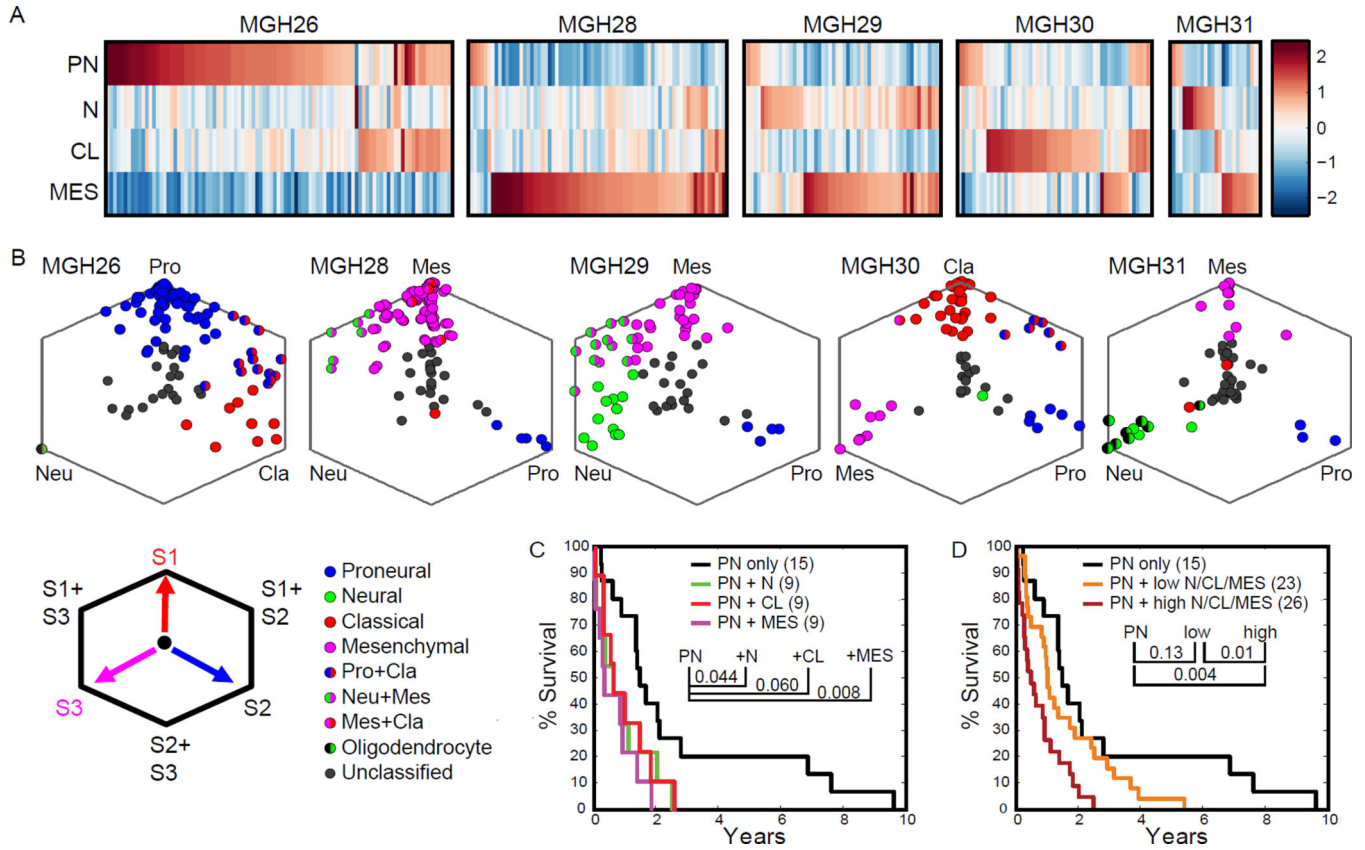 A
MGH26
MGH28
MGH29
MGH30
MGH31
PN
N
CL
MES
2
1
0
−1
−2
B
MGH26
Pro
Neu
Cla
MGH28
Mes
Neu
Pro
MGH29
Mes
Neu
Pro
MGH30
Cla
Mes
Pro
MGH31
Mes
Neu
Pro
S1
S1+
S3
S1+
S2
S3
S2
S2+
S3
Proneural
Neural
Classical
Mesenchymal
Pro+Cla
Neu+Mes
Mes+Cla
Oligodendrocyte
Unclassified
C
100
90
80
70
60
50
40
30
20
10
0
% Survival
0 2 4 6 8 10
Years
PN only (15)
PN + N (9)
PN + CL (9)
PN + MES (9)
PN +N +CL +MES
0.044
0.060
0.008
D
100
90
80
70
60
50
40
30
20
10
0
% Survival
0 2 4 6 8 10
Years
PN only (15)
PN + low N/CL/MES (23)
PN + high N/CL/MES (26)
PN low high
0.13 0.01
0.004